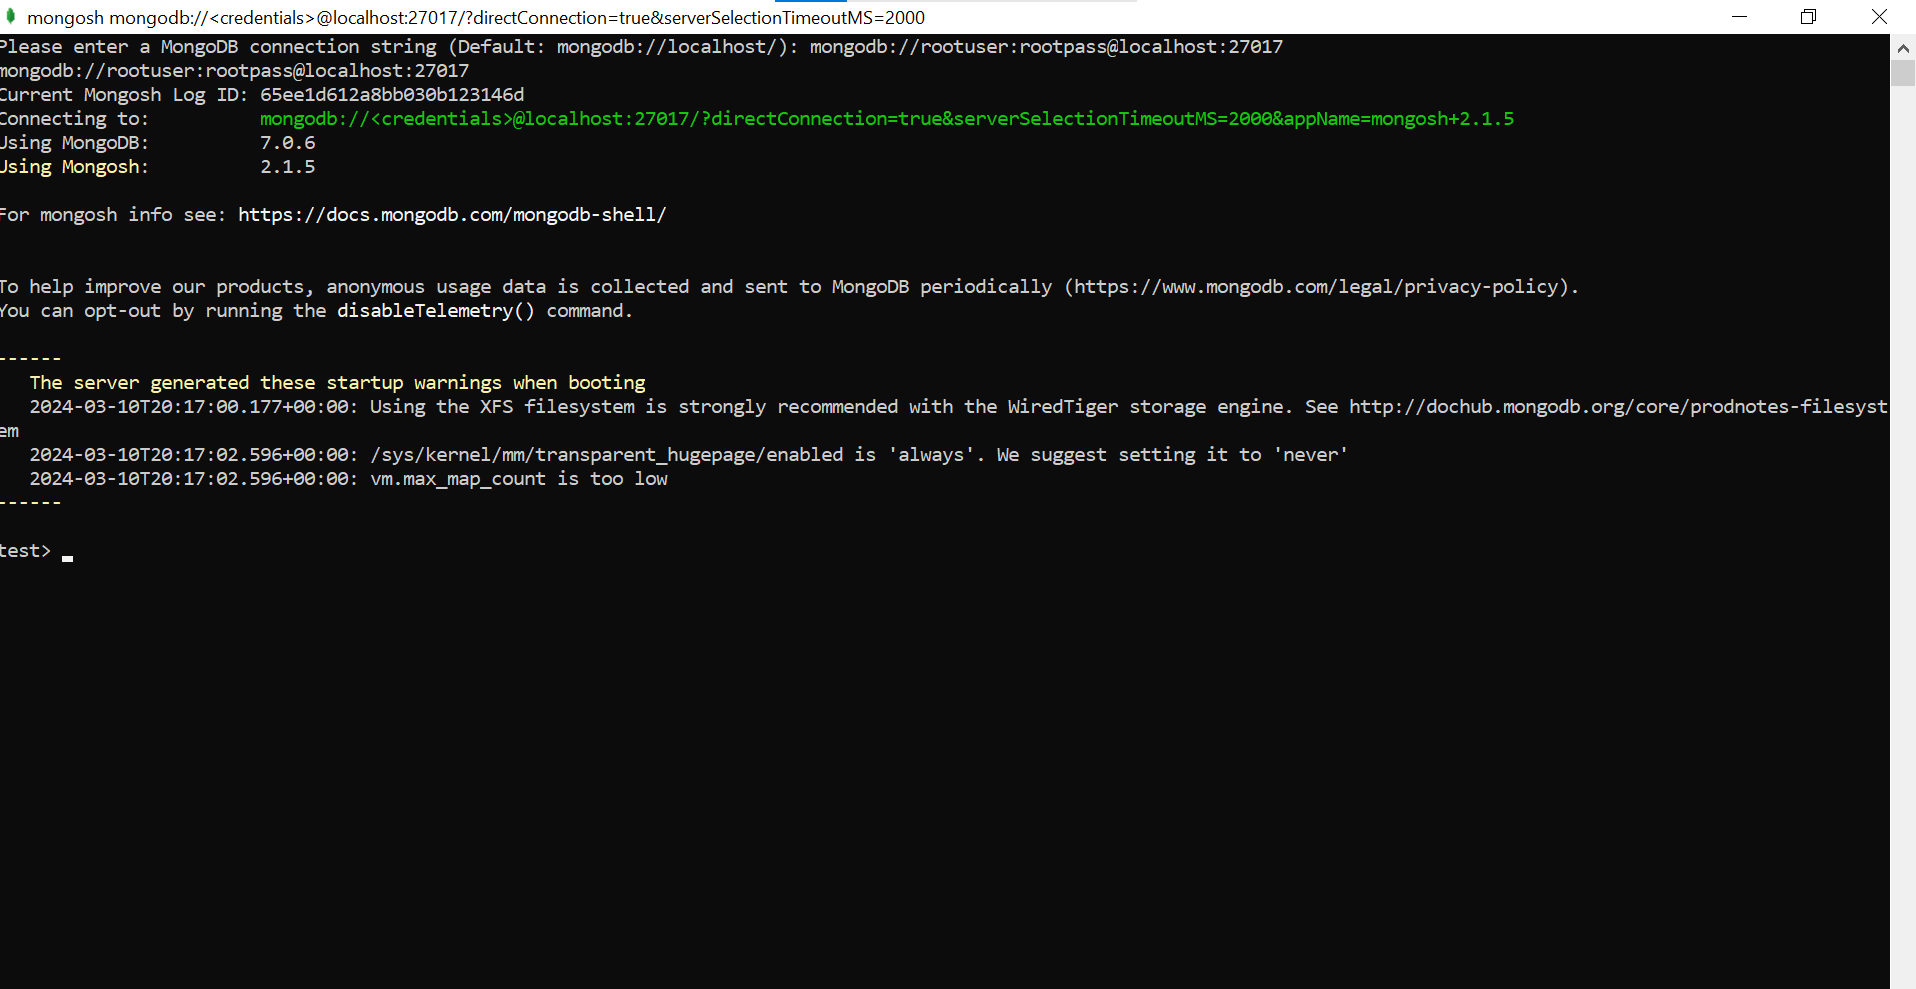 mongosh mongodb://<credentials>@localhost:27017/?directConnection=true&serverSelectionTimeoutMS=2000
Please enter a MongoDB connection string (Default: mongodb://localhost/): mongodb://rootuser:rootpass@localhost:27017
mongodb://rootuser:rootpass@localhost:27017
Current Mongosh Log ID: 65ee1d612a8bb030b123146d
Connecting to:          mongodb://<credentials>@localhost:27017/?directConnection=true&serverSelectionTimeoutMS=2000&appName=mongosh+2.1.5
Using MongoDB:          7.0.6
Using Mongosh:          2.1.5
For mongosh info see: https://docs.mongodb.com/mongodb-shell/
To help improve our products, anonymous usage data is collected and sent to MongoDB periodically (https://www.mongodb.com/legal/privacy-policy).
You can opt-out by running the disableTelemetry() command.
------
The server generated these startup warnings when booting
2024-03-10T20:17:00.177+00:00: Using the XFS filesystem is strongly recommended with the WiredTiger storage engine. See http://dochub.mongodb.org/core/prodnotes-filesyst
em
2024-03-10T20:17:02.596+00:00: /sys/kernel/mm/transparent_hugepage/enabled is 'always'. We suggest setting it to 'never'
2024-03-10T20:17:02.596+00:00: vm.max_map_count is too low
------
test>